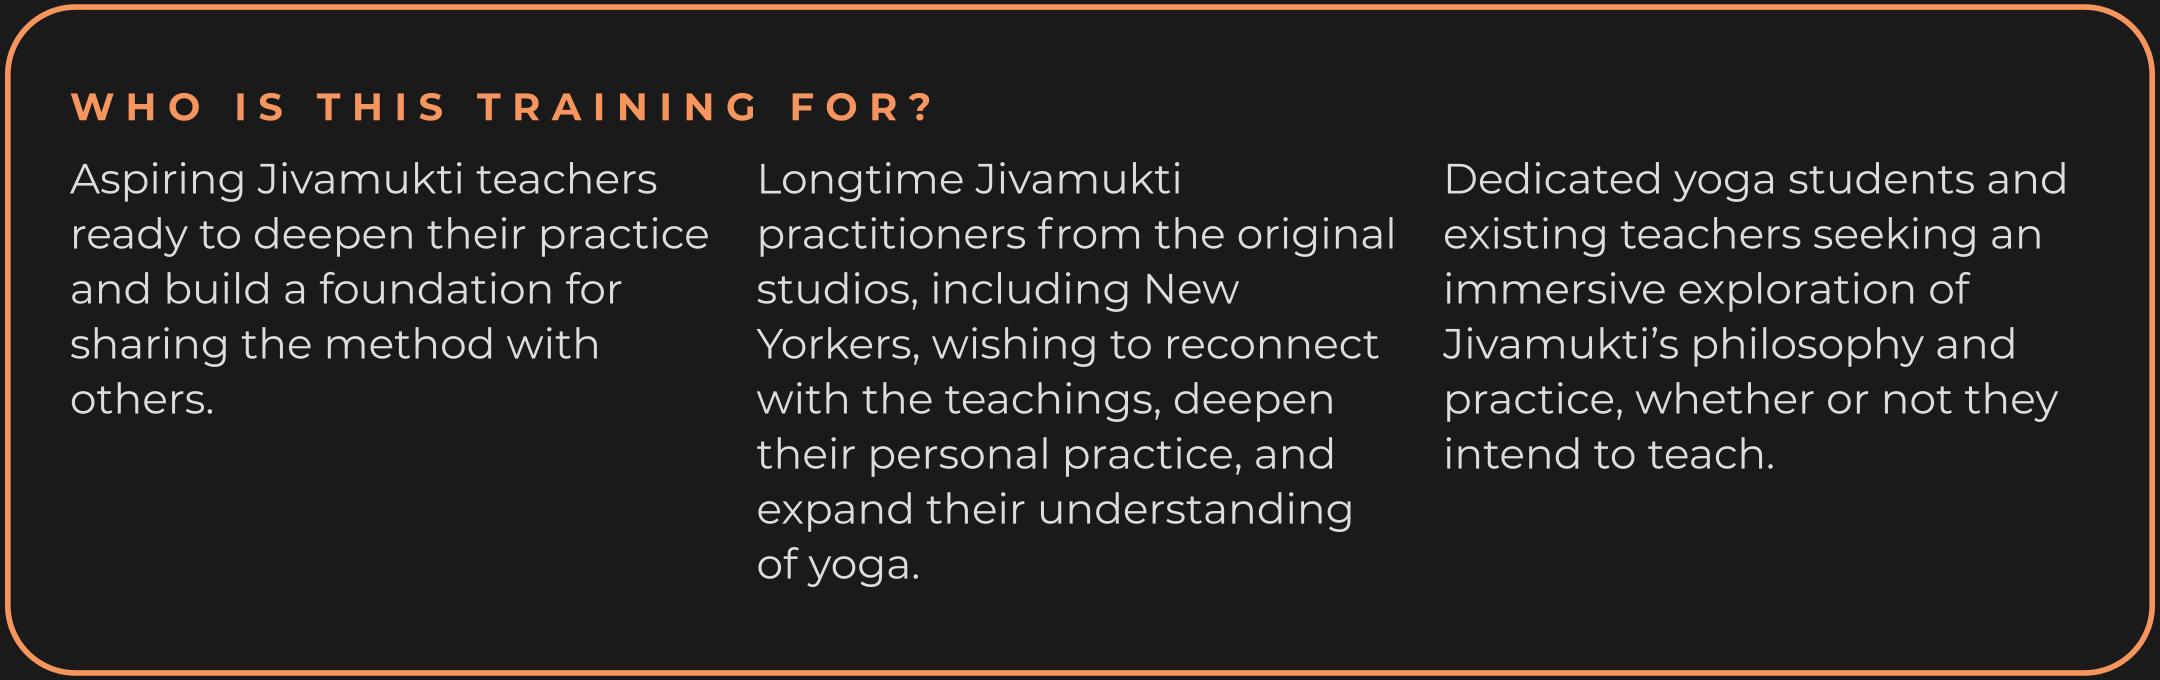 WHO IS THIS TRAINING FOR?
Aspiring Jivamukti teachers
ready to deepen their practice
and build a foundation for
sharing the method with
others.
Longtime Jivamukti
practitioners from the original
studios, including New
Yorkers, wishing to reconnect
with the teachings, deepen
their personal practice, and
expand their understanding
of yoga.
Dedicated yoga students and
existing teachers seeking an
immersive exploration of
Jivamukti’s philosophy and
practice, whether or not they
intend to teach.